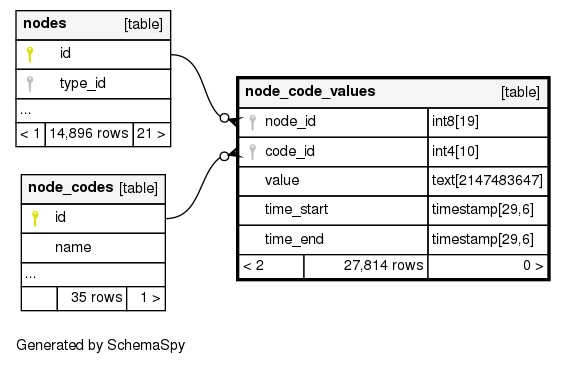 nodes [table]
id
type_id
...
< 1 14,896 rows 21 >
node_codes [table]
id
name
...
35 rows 1 >
node_code_values [table]
node_id int8[19]
code_id int4[10]
value text[2147483647]
time_start timestamp[29,6]
time_end timestamp[29,6]
< 2 27,814 rows 0 >
Generated by SchemaSpy